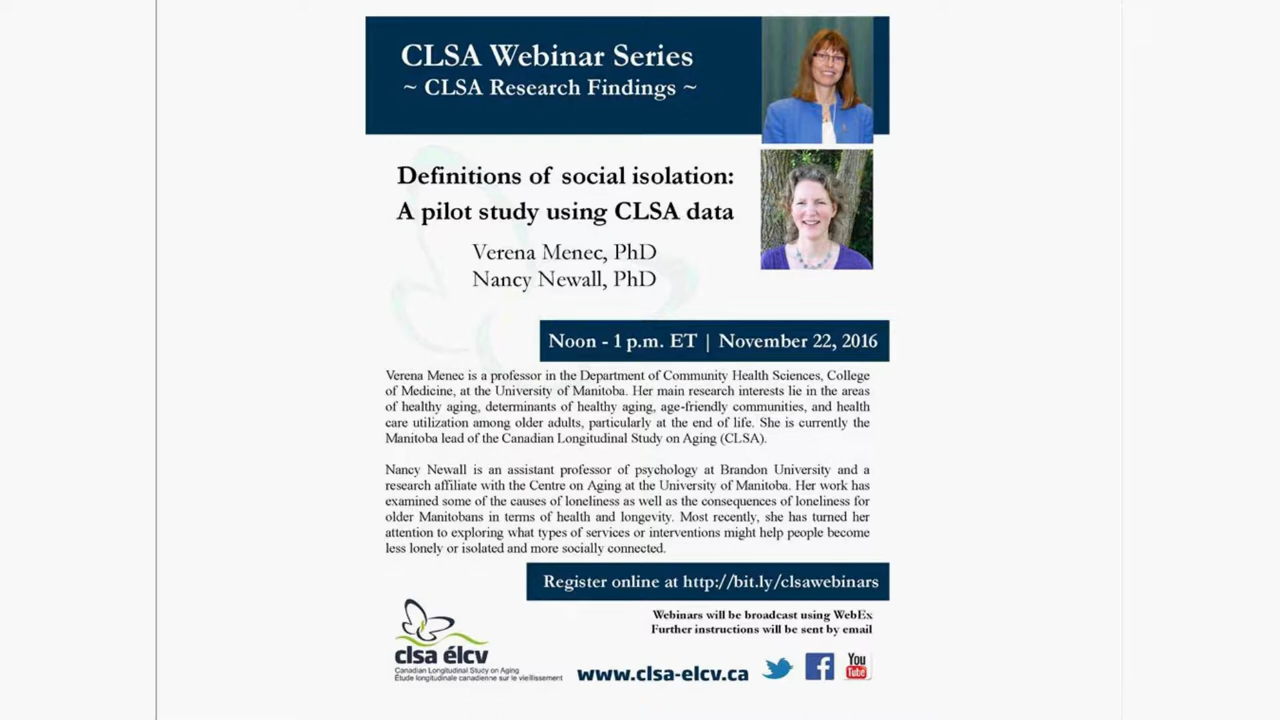 CLSA Webinar Series
~ CLSA Research Findings ~
Definitions of social isolation:
A pilot study using CLSA data
Verena Menec, PhD
Nancy Newall, PhD
Noon - 1 p.m. ET | November 22, 2016
Verena Menec is a professor in the Department of Community Health Sciences, College
of Medicine, at the University of Manitoba. Her main research interests lie in the areas
of healthy aging, determinants of healthy aging, age-friendly communities, and health
care utilization among older adults, particularly at the end of life. She is currently the
Manitoba lead of the Canadian Longitudinal Study on Aging (CLSA).
Nancy Newall is an assistant professor of psychology at Brandon University and a
research affiliate with the Centre on Aging at the University of Manitoba. Her work has
examined some of the causes of loneliness as well as the consequences of loneliness for
older Manitobans in terms of health and longevity. Most recently, she has turned her
attention to exploring what types of services or interventions might help people become
less lonely or isolated and more socially connected.
Register online at http://bit.ly/clsawebinars
Webinars will be broadcast using WebEx
Further instructions will be sent by email
clsa élcv
Canadian Longitudinal Study on Aging
Étude longitudinale canadienne sur le vieillissement
www.clsa-elcv.ca
You
Tube